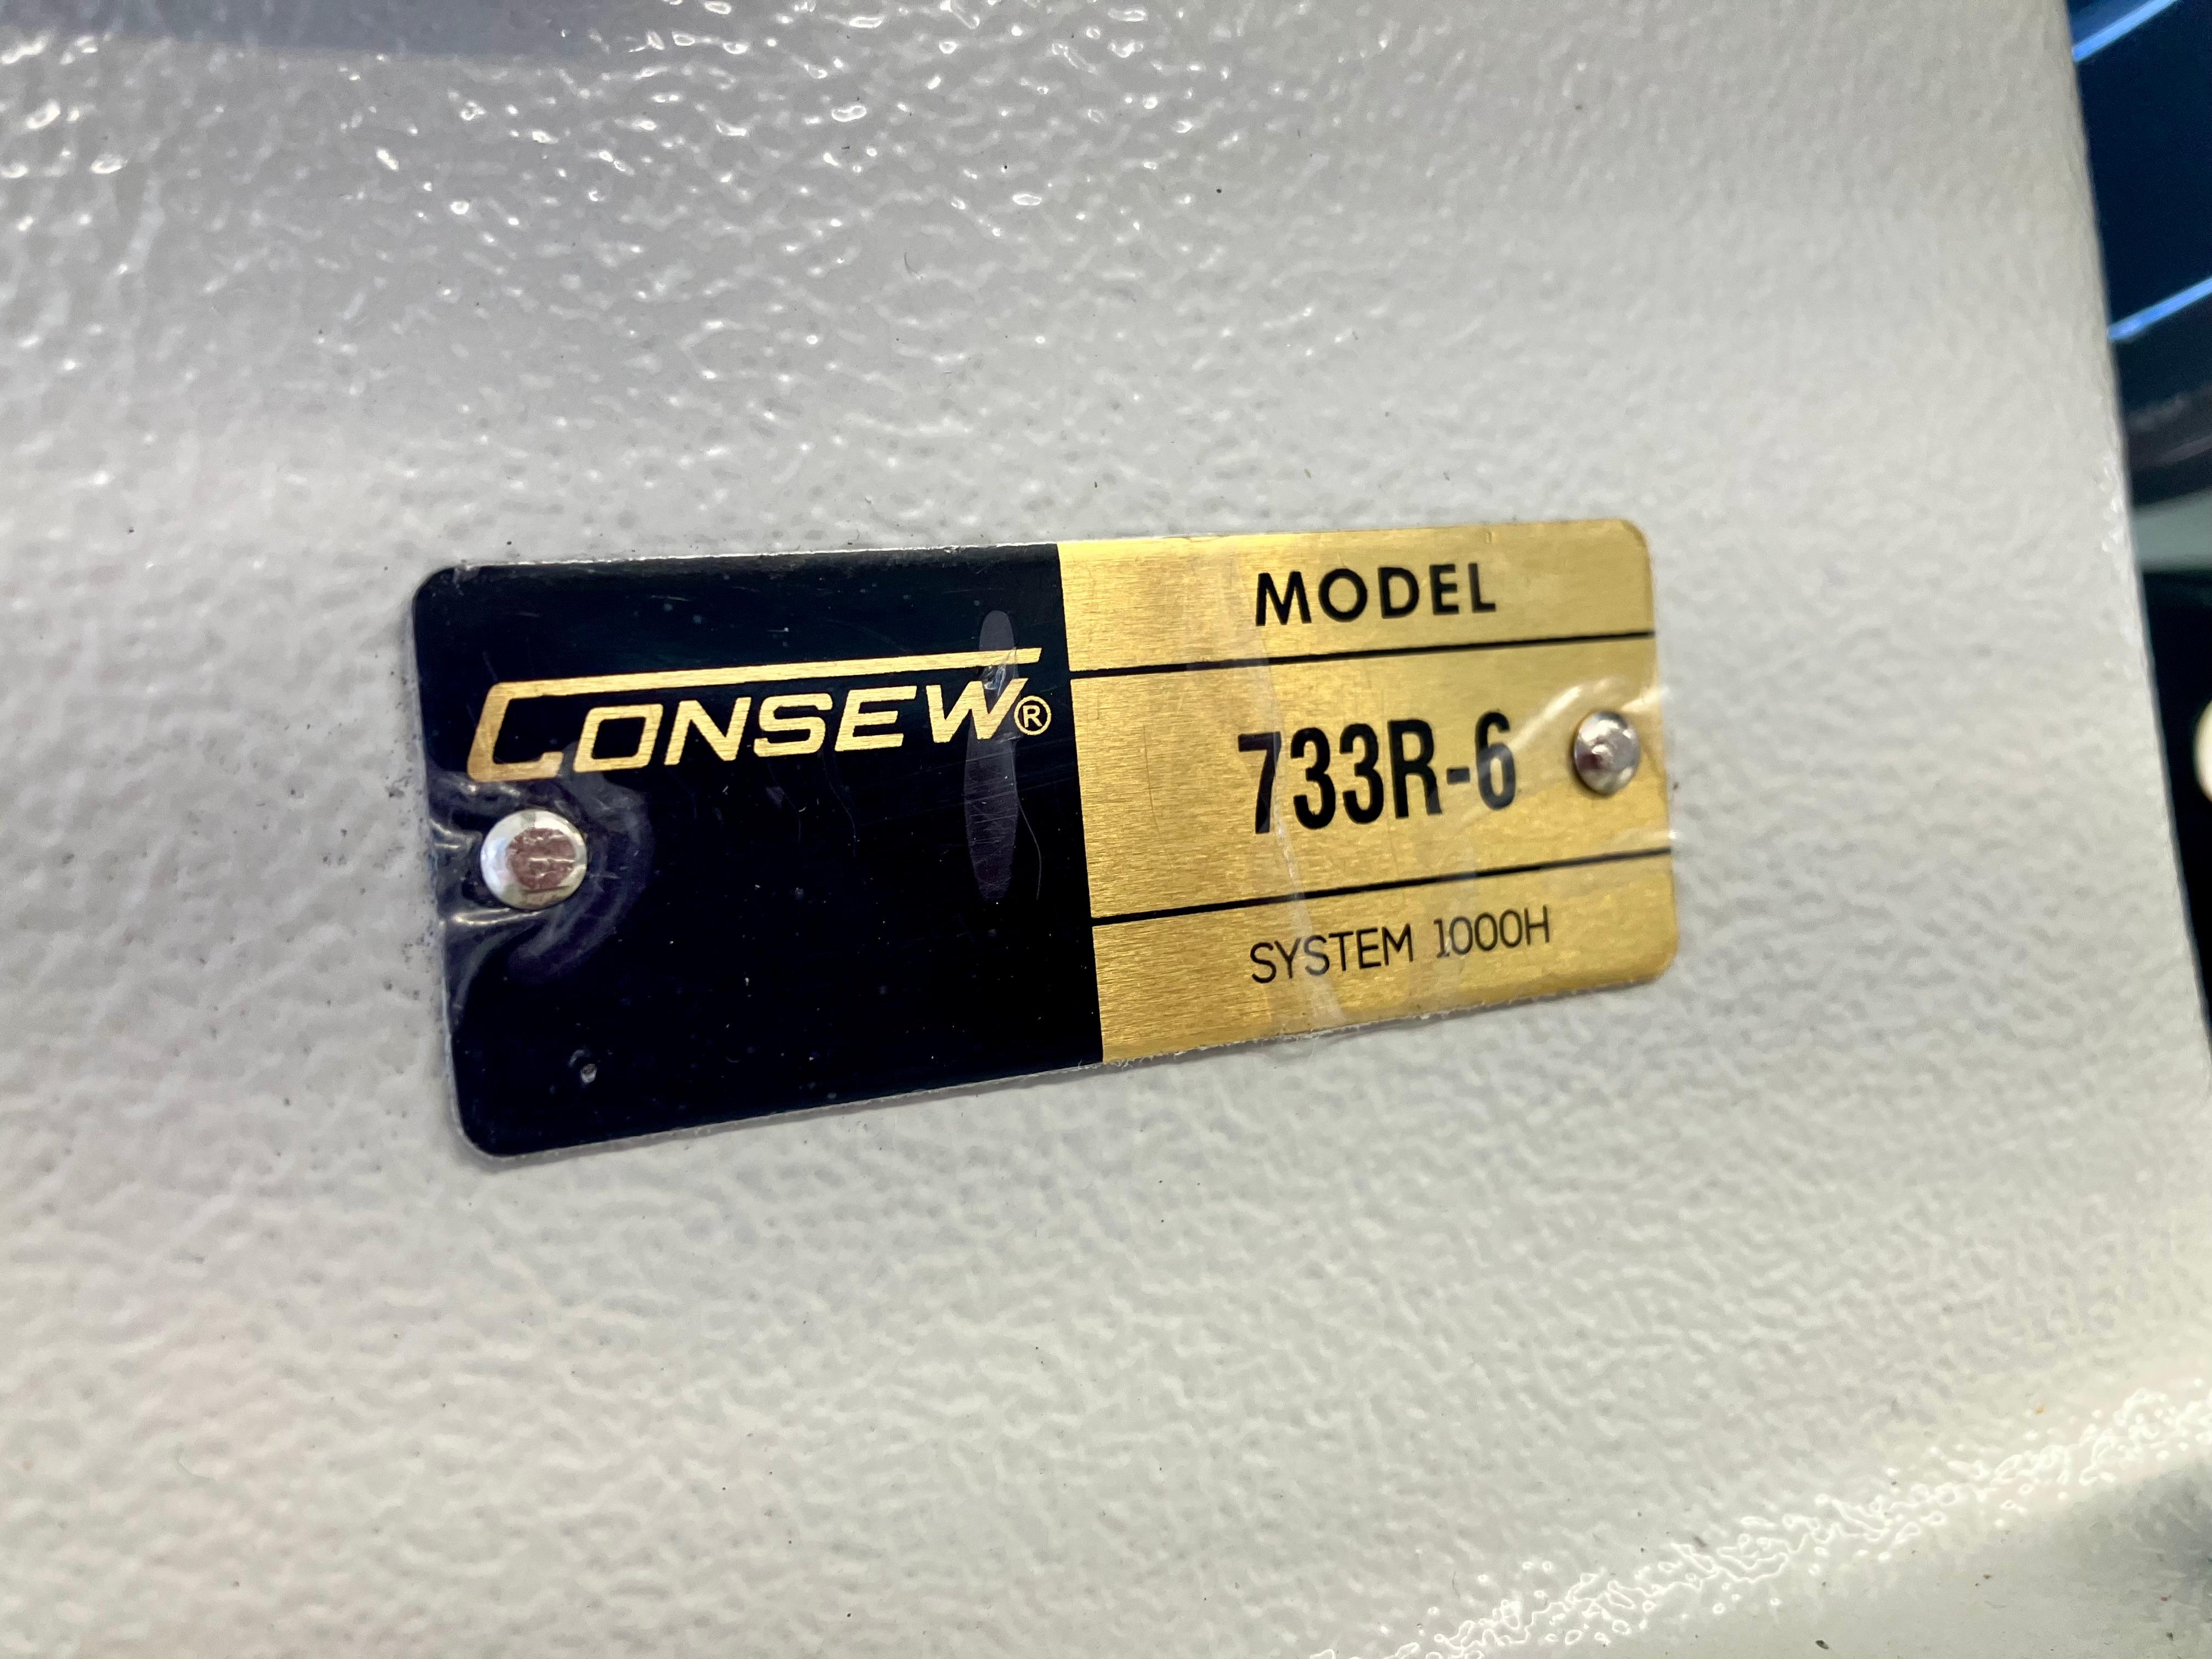 CONSEW®
MODEL
733R-6
SYSTEM 1000H